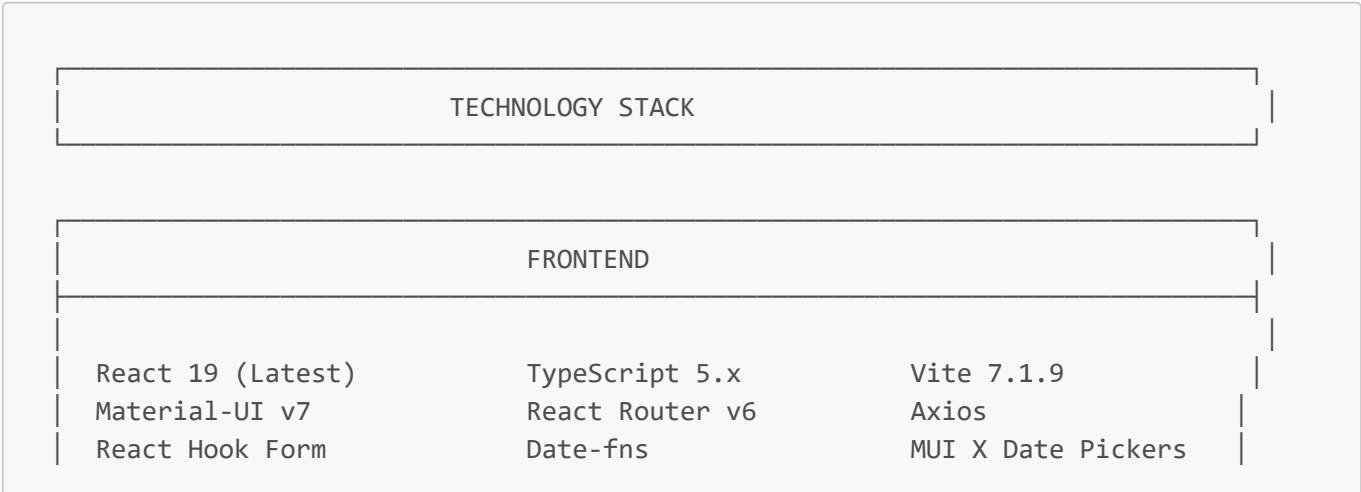 TECHNOLOGY STACK
FRONTEND
React 19 (Latest) TypeScript 5.x Vite 7.1.9
Material-UI v7 React Router v6 Axios
React Hook Form Date-fns MUI X Date Pickers